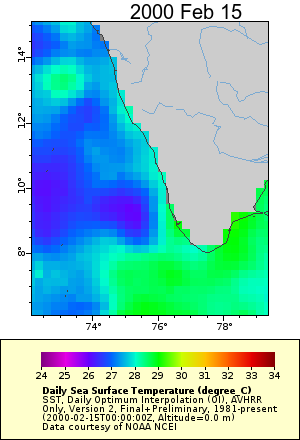 2000 Feb 15
14°
12°
10°
8°
74°
76°
78°
24 25 26 27 28 29 30 31 32 33 34
Daily Sea Surface Temperature (degree_C)
SST, Daily Optimum Interpolation (OI), AVHRR
Only, Version 2, Final+Preliminary, 1981-present
(2000-02-15T00:00:00Z, Altitude=0.0 m)
Data courtesy of NOAA NCEI